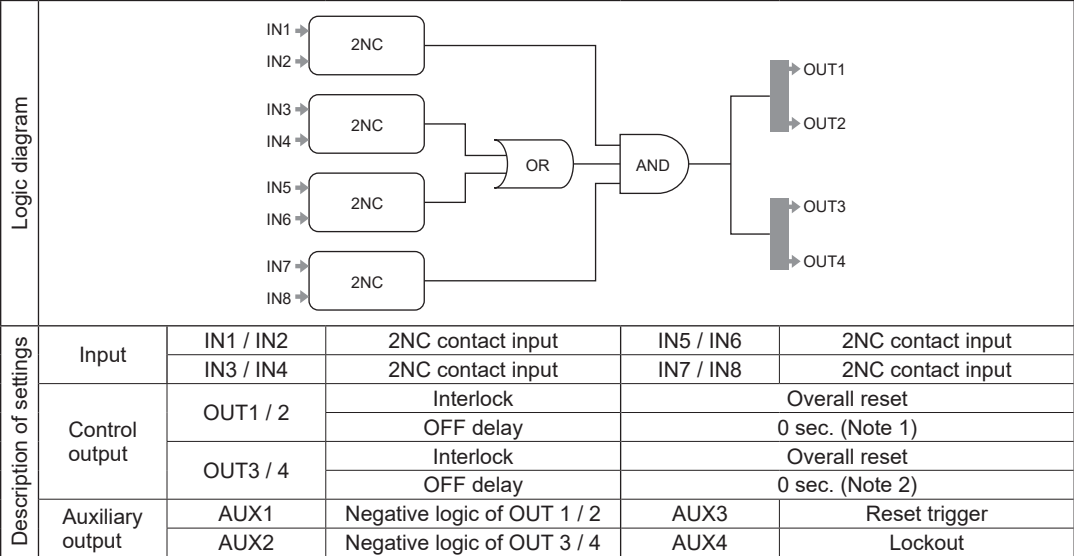 Logic diagram
IN1
IN2
2NC
IN3
IN4
2NC
IN5
IN6
2NC
IN7
IN8
2NC
OR
AND
OUT1
OUT2
OUT3
OUT4
Description of settings
Input
IN1 / IN2 2NC contact input IN5 / IN6 2NC contact input
IN3 / IN4 2NC contact input IN7 / IN8 2NC contact input
Control
output
OUT1 / 2
Interlock Overall reset
OFF delay 0 sec. (Note 1)
OUT3 / 4
Interlock Overall reset
OFF delay 0 sec. (Note 2)
Auxiliary
output
AUX1 Negative logic of OUT 1 / 2 AUX3 Reset trigger
AUX2 Negative logic of OUT 3 / 4 AUX4 Lockout